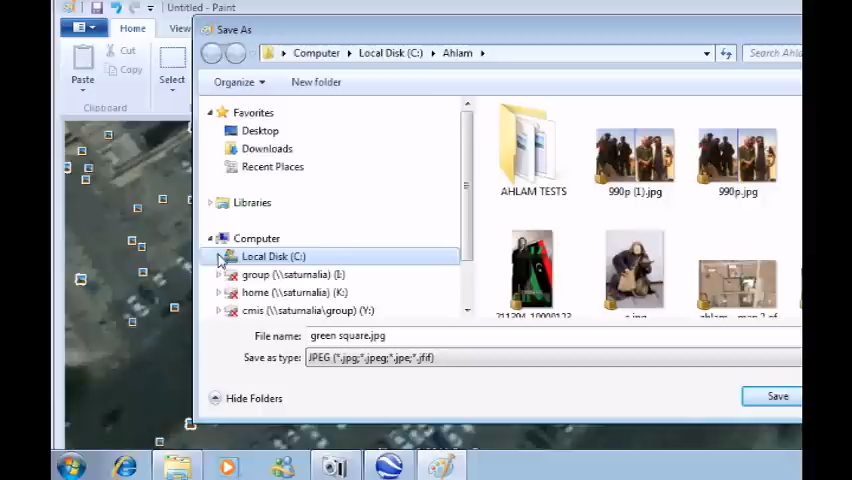 Untitled - Paint
Home
View
Cut
Copy
Paste
Select
Clipboard
Save As
Computer
Local Disk (C:)
Ahlam
Search Ahla
Organize
New folder
Favorites
Desktop
Downloads
Recent Places
Libraries
Computer
Local Disk (C:)
group (\\saturnalia) (I:)
home (\\saturnalia) (K:)
cmis (\\saturnalia\group) (Y:)
AHLAM TESTS
990p (1).jpg
990p.jpg
a.jpg
File name:
green square.jpg
Save as type:
JPEG (*.jpg;*.jpeg;*.jpe;*.jfif)
Hide Folders
Save